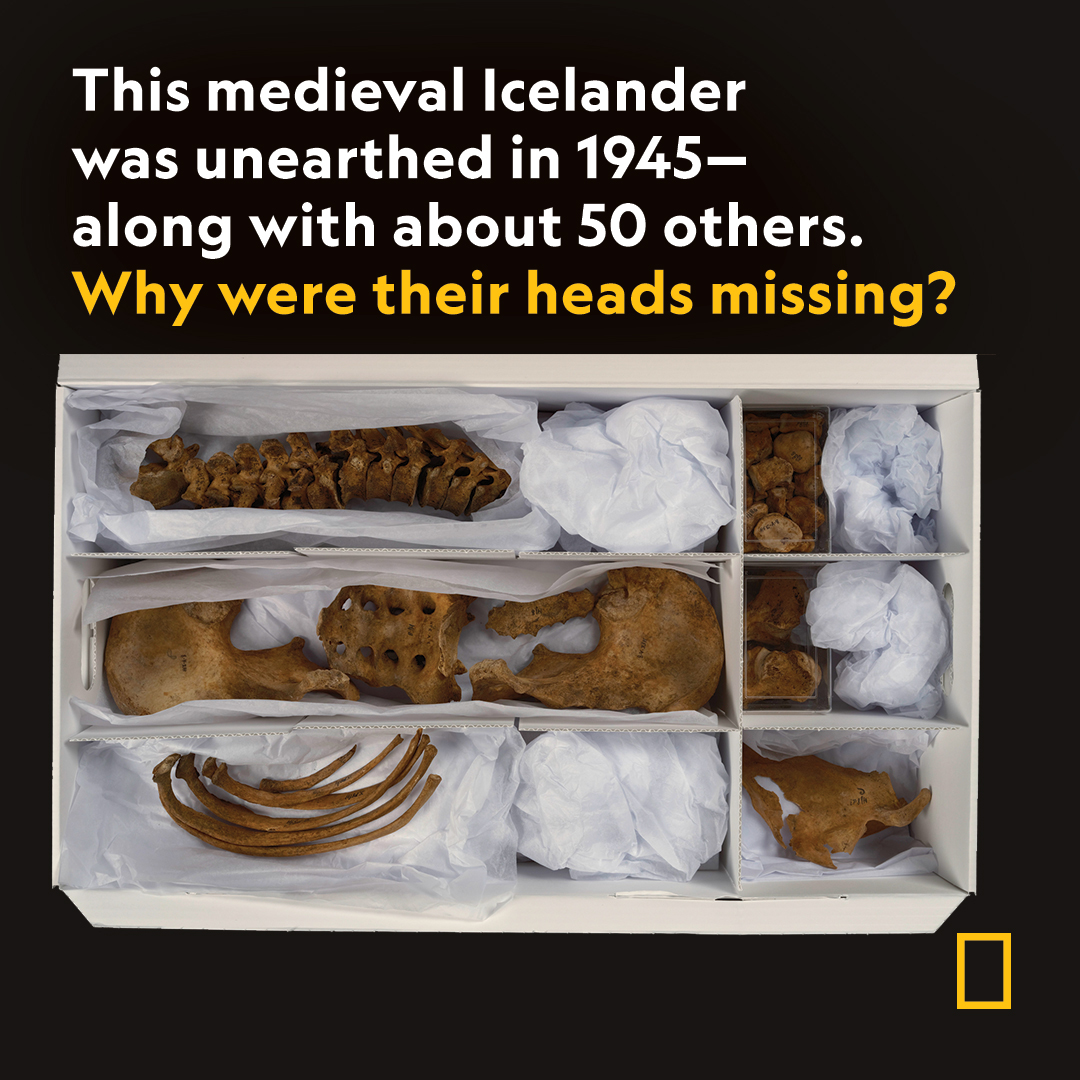 This medieval Icelander
was unearthed in 1945—
along with about 50 others.
Why were their heads missing?